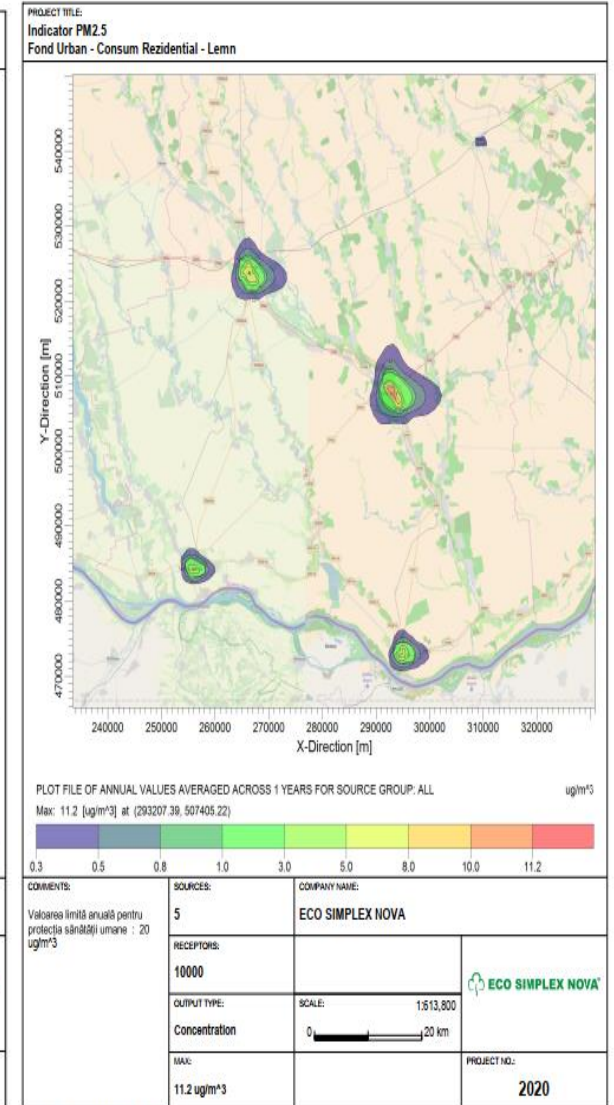 PROJECT TITLE:
Indicator PM2.5
Fond Urban - Consum Rezidential - Lemn
Y-Direction [m]
540000
530000
520000
510000
500000
490000
480000
470000
240000 250000 260000 270000 280000 290000 300000 310000 320000
X-Direction [m]
PLOT FILE OF ANNUAL VALUES AVERAGED ACROSS 1 YEARS FOR SOURCE GROUP: ALL ug/m^3
Max: 11.2 [ug/m^3] at (293207.39, 507405.22)
0.3 0.5 0.8 1.0 3.0 5.0 8.0 10.0 11.2
COMMENTS:
Valoarea limită anuală pentru
protecția sănătății umane : 20
ug/m^3
SOURCES:
5
COMPANY NAME:
ECO SIMPLEX NOVA
RECEPTORS:
10000
OUTPUT TYPE:
Concentration
SCALE: 1:613,800
0 20 km
ECO SIMPLEX NOVA
MAX:
11.2 ug/m^3
PROJECT NO.:
2020